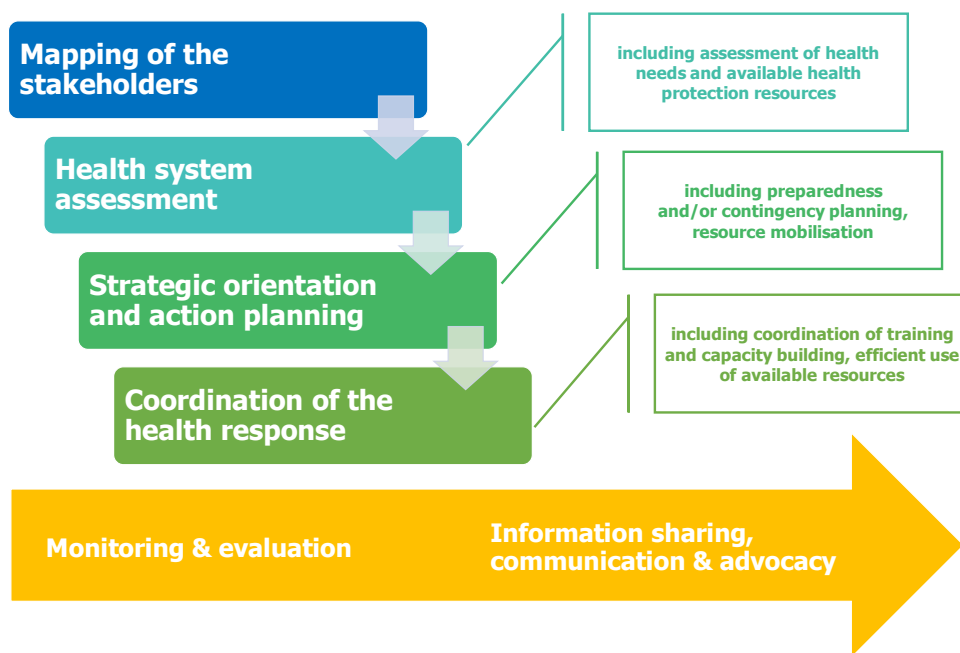 Mapping of the
stakeholders
including assessment of health
needs and available health
protection resources
Health system
assessment
including preparedness
and/or contingency planning,
resource mobilisation
Strategic orientation
and action planning
including coordination of training
and capacity building, efficient use
of available resources
Coordination of the
health response
Monitoring & evaluation
Information sharing,
communication & advocacy